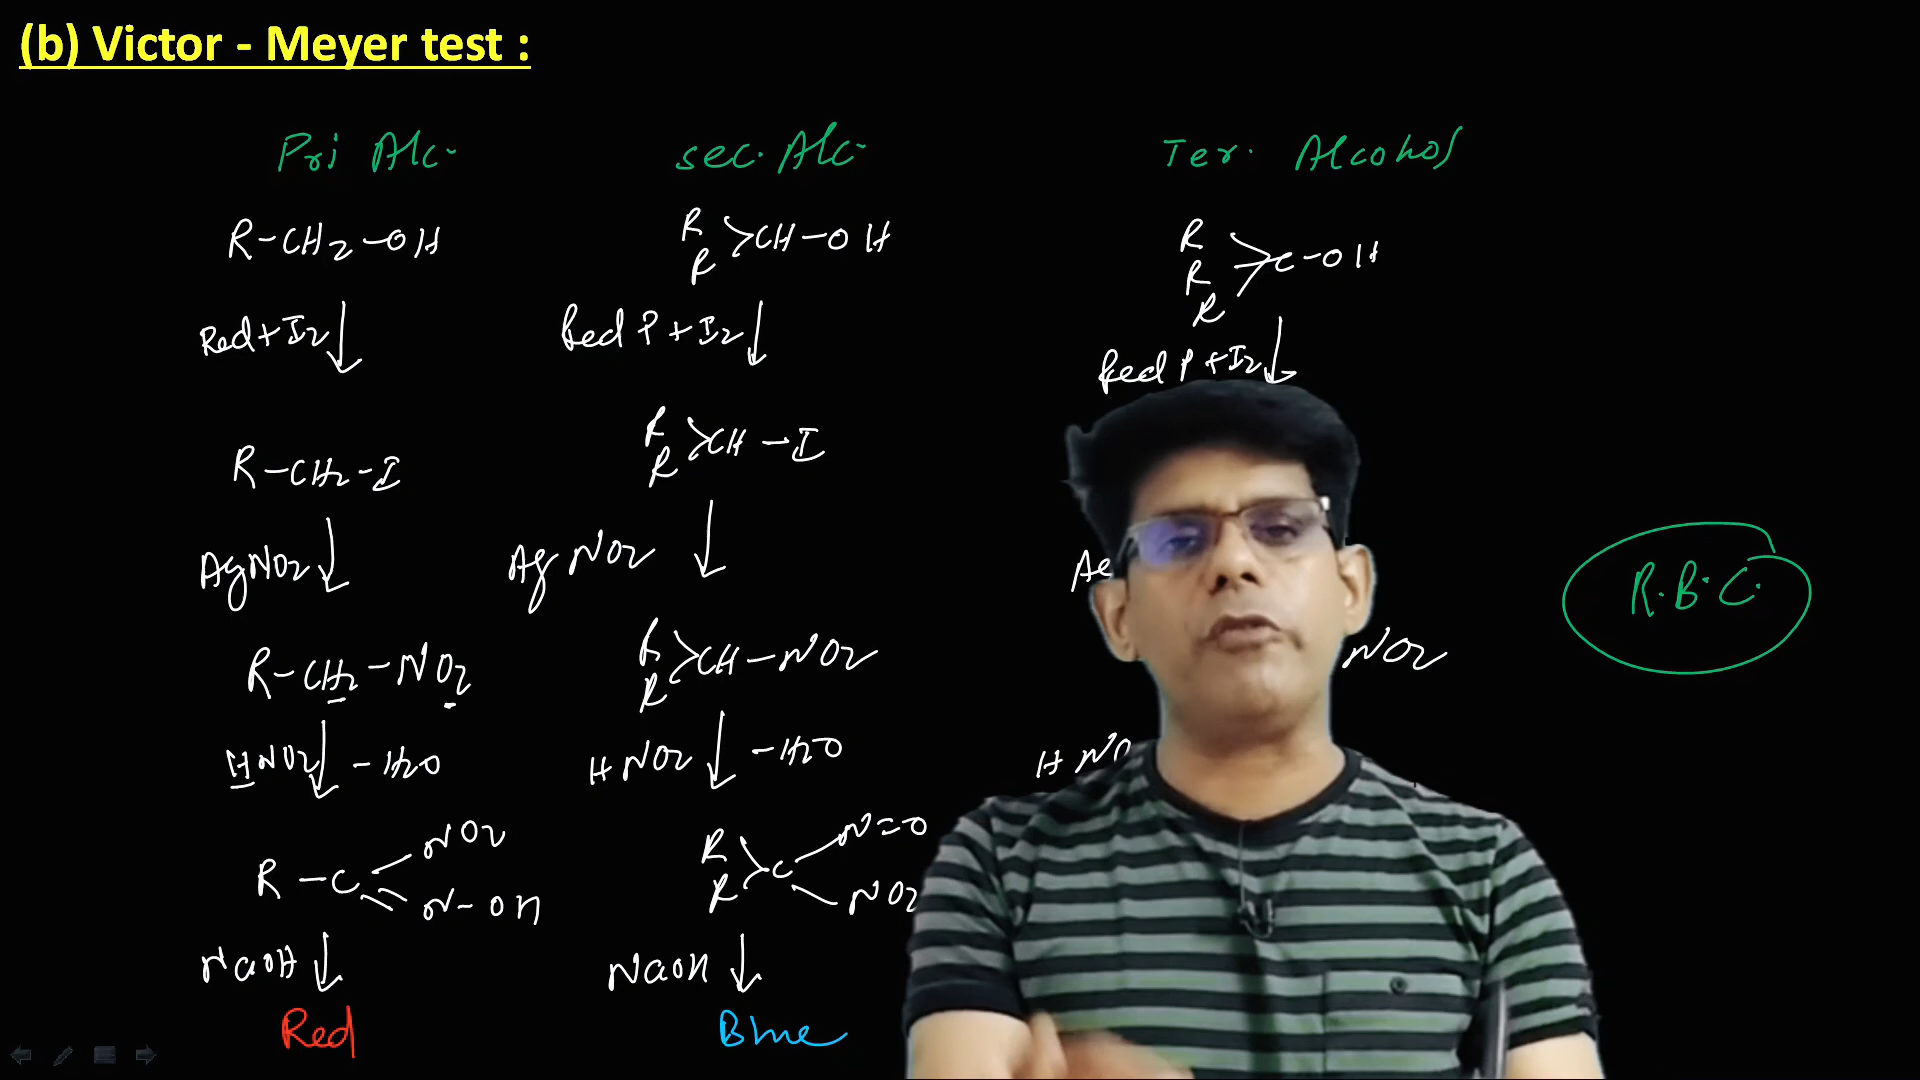 (b) Victor - Meyer test :
Pri Alc. sec. Alc. Ter. Alcohol
R-CH2-OH
R
R >CH-OH
R
R
R >C-OH
Red+I2
Red P + I2
Red P + I2
R-CH2-I
R
R >CH-I
AgNO2
AgNO2
R-CH2-NO2
R
R >CH-NO2
NO2
HNO2 -H2O
HNO2 -H2O
R-C NO2
N-OH
R
R >C N=O
NO2
NaOH
NaOH
Red
Blue
R.B.C.